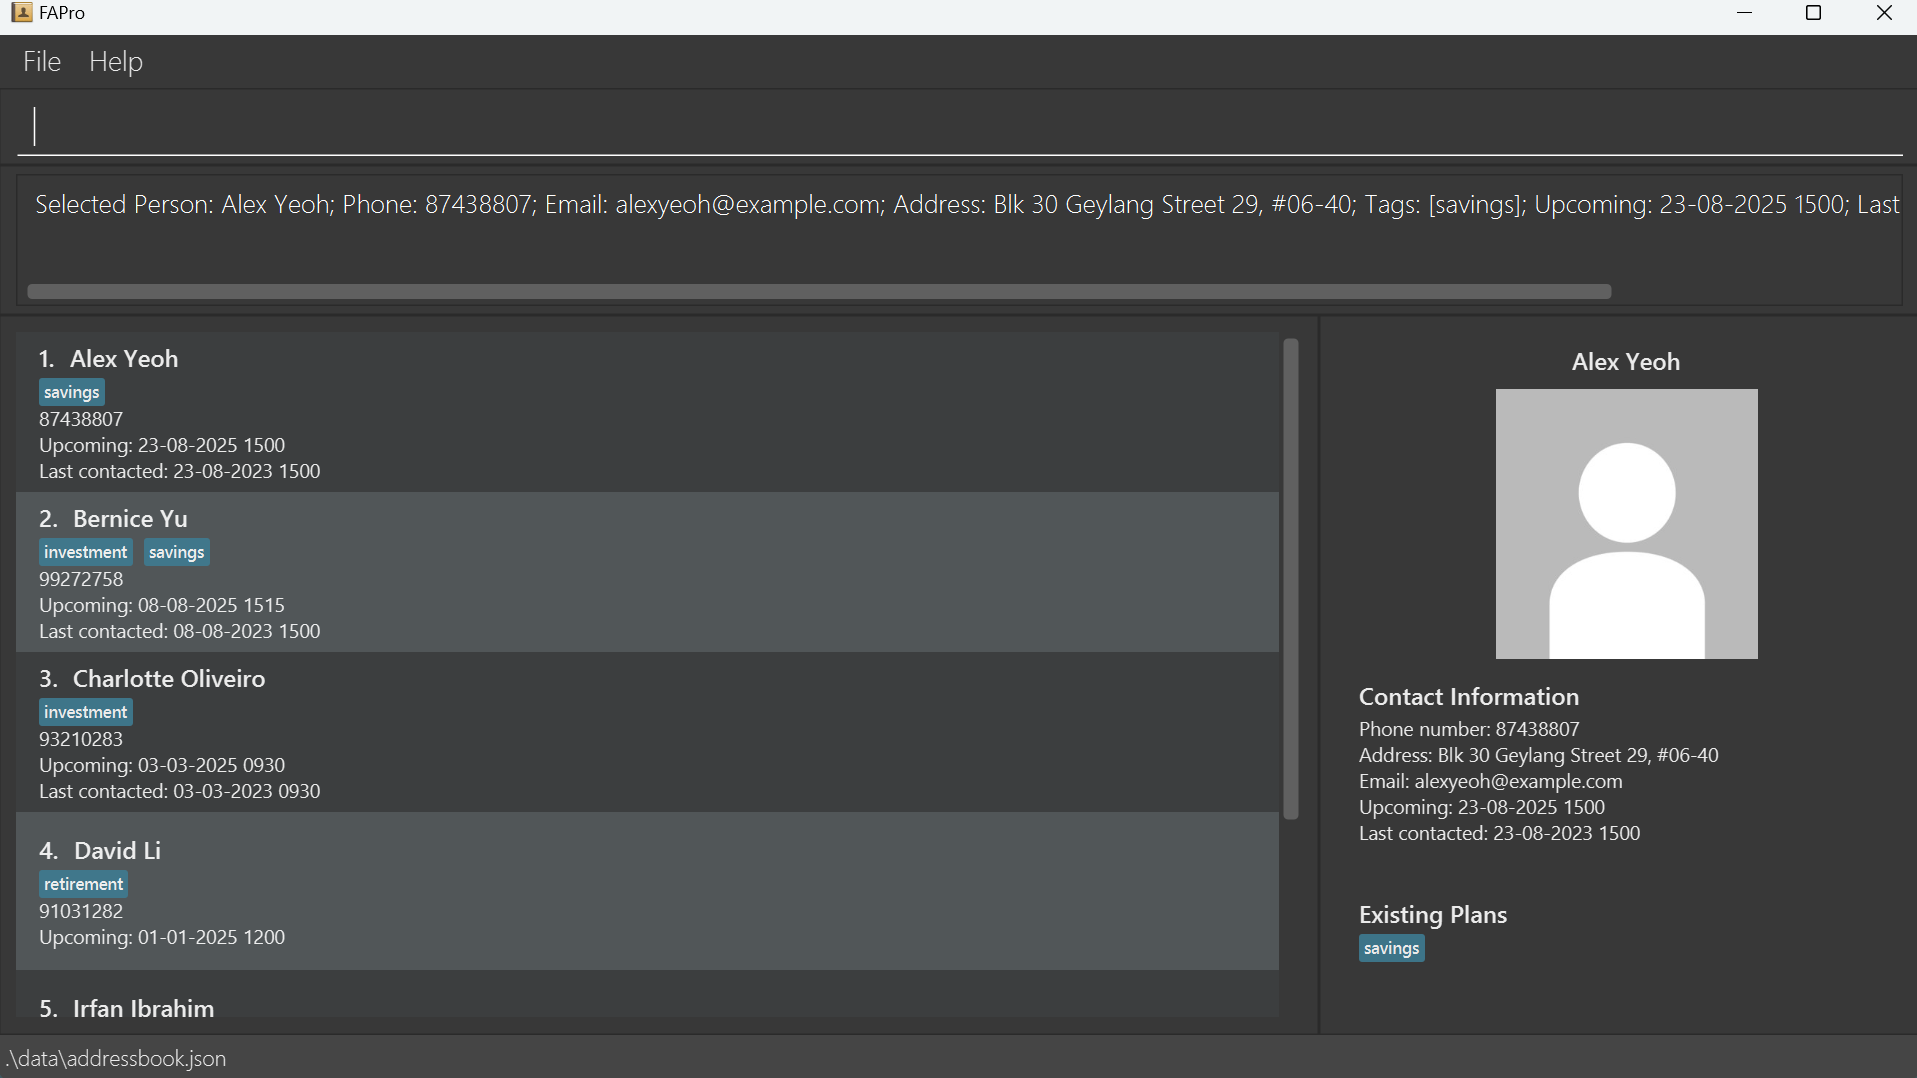 FAPro
File Help
Selected Person: Alex Yeoh; Phone: 87438807; Email: alexyeoh@example.com; Address: Blk 30 Geylang Street 29, #06-40; Tags: [savings]; Upcoming: 23-08-2025 1500; Last
1. Alex Yeoh
savings
87438807
Upcoming: 23-08-2025 1500
Last contacted: 23-08-2023 1500
2. Bernice Yu
investment savings
99272758
Upcoming: 08-08-2025 1515
Last contacted: 08-08-2023 1500
3. Charlotte Oliveiro
investment
93210283
Upcoming: 03-03-2025 0930
Last contacted: 03-03-2023 0930
4. David Li
retirement
91031282
Upcoming: 01-01-2025 1200
5. Irfan Ibrahim
Alex Yeoh
Contact Information
Phone number: 87438807
Address: Blk 30 Geylang Street 29, #06-40
Email: alexyeoh@example.com
Upcoming: 23-08-2025 1500
Last contacted: 23-08-2023 1500
Existing Plans
savings
.\data\addressbook.json